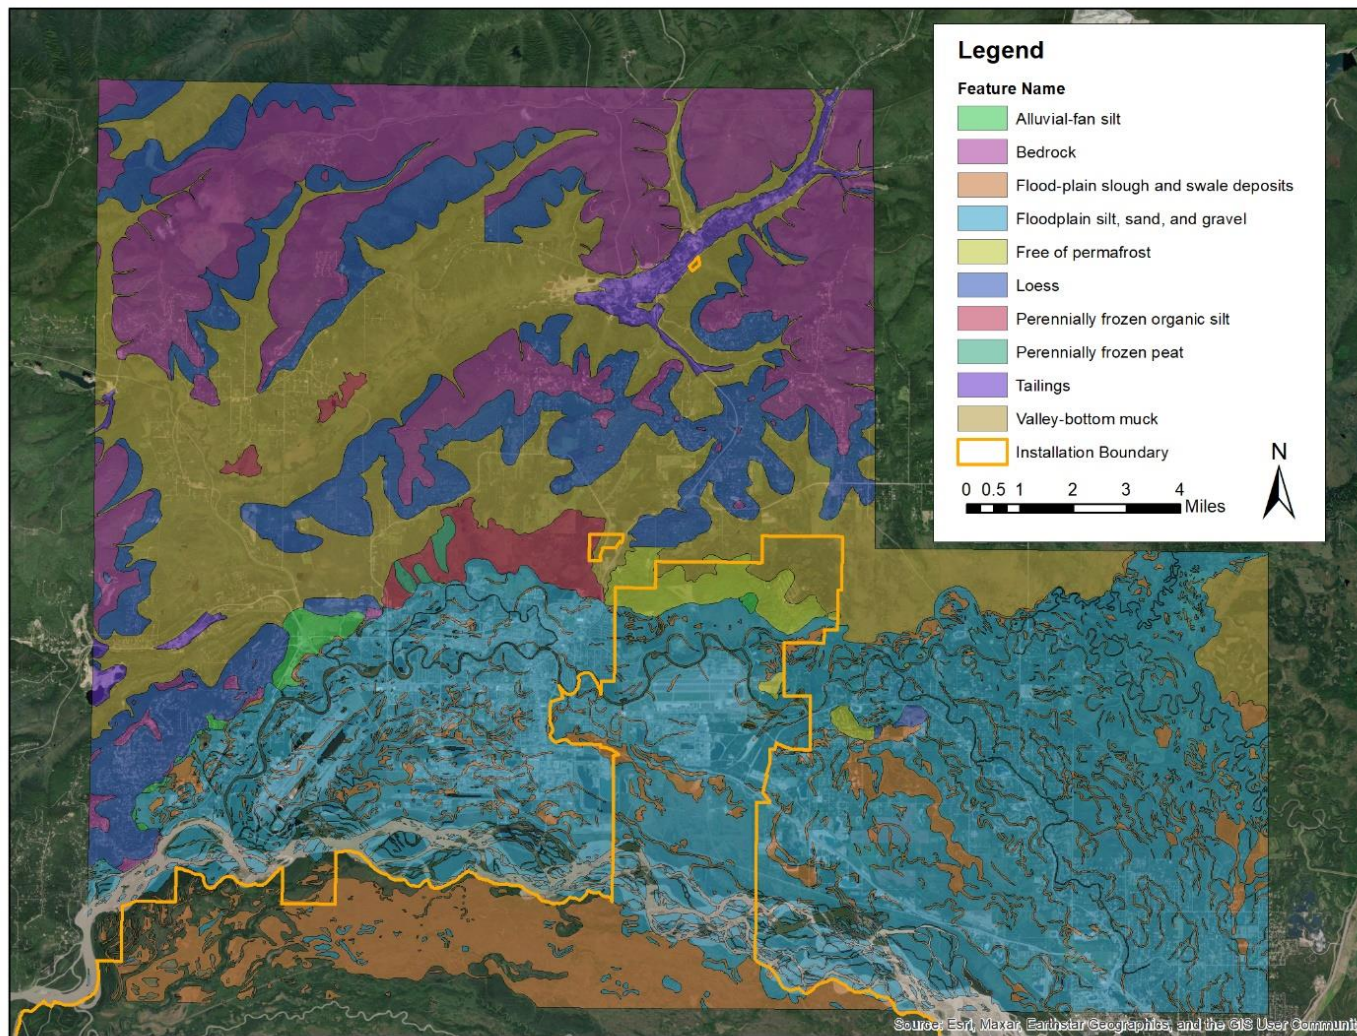 Legend
Feature Name
Alluvial-fan silt
Bedrock
Flood-plain slough and swale deposits
Floodplain silt, sand, and gravel
Free of permafrost
Loess
Perennially frozen organic silt
Perennially frozen peat
Tailings
Valley-bottom muck
Installation Boundary
N
0 0.5 1 2 3 4
Miles
Source: Esri, Maxar, Earthstar Geographics, and the GIS User Communit